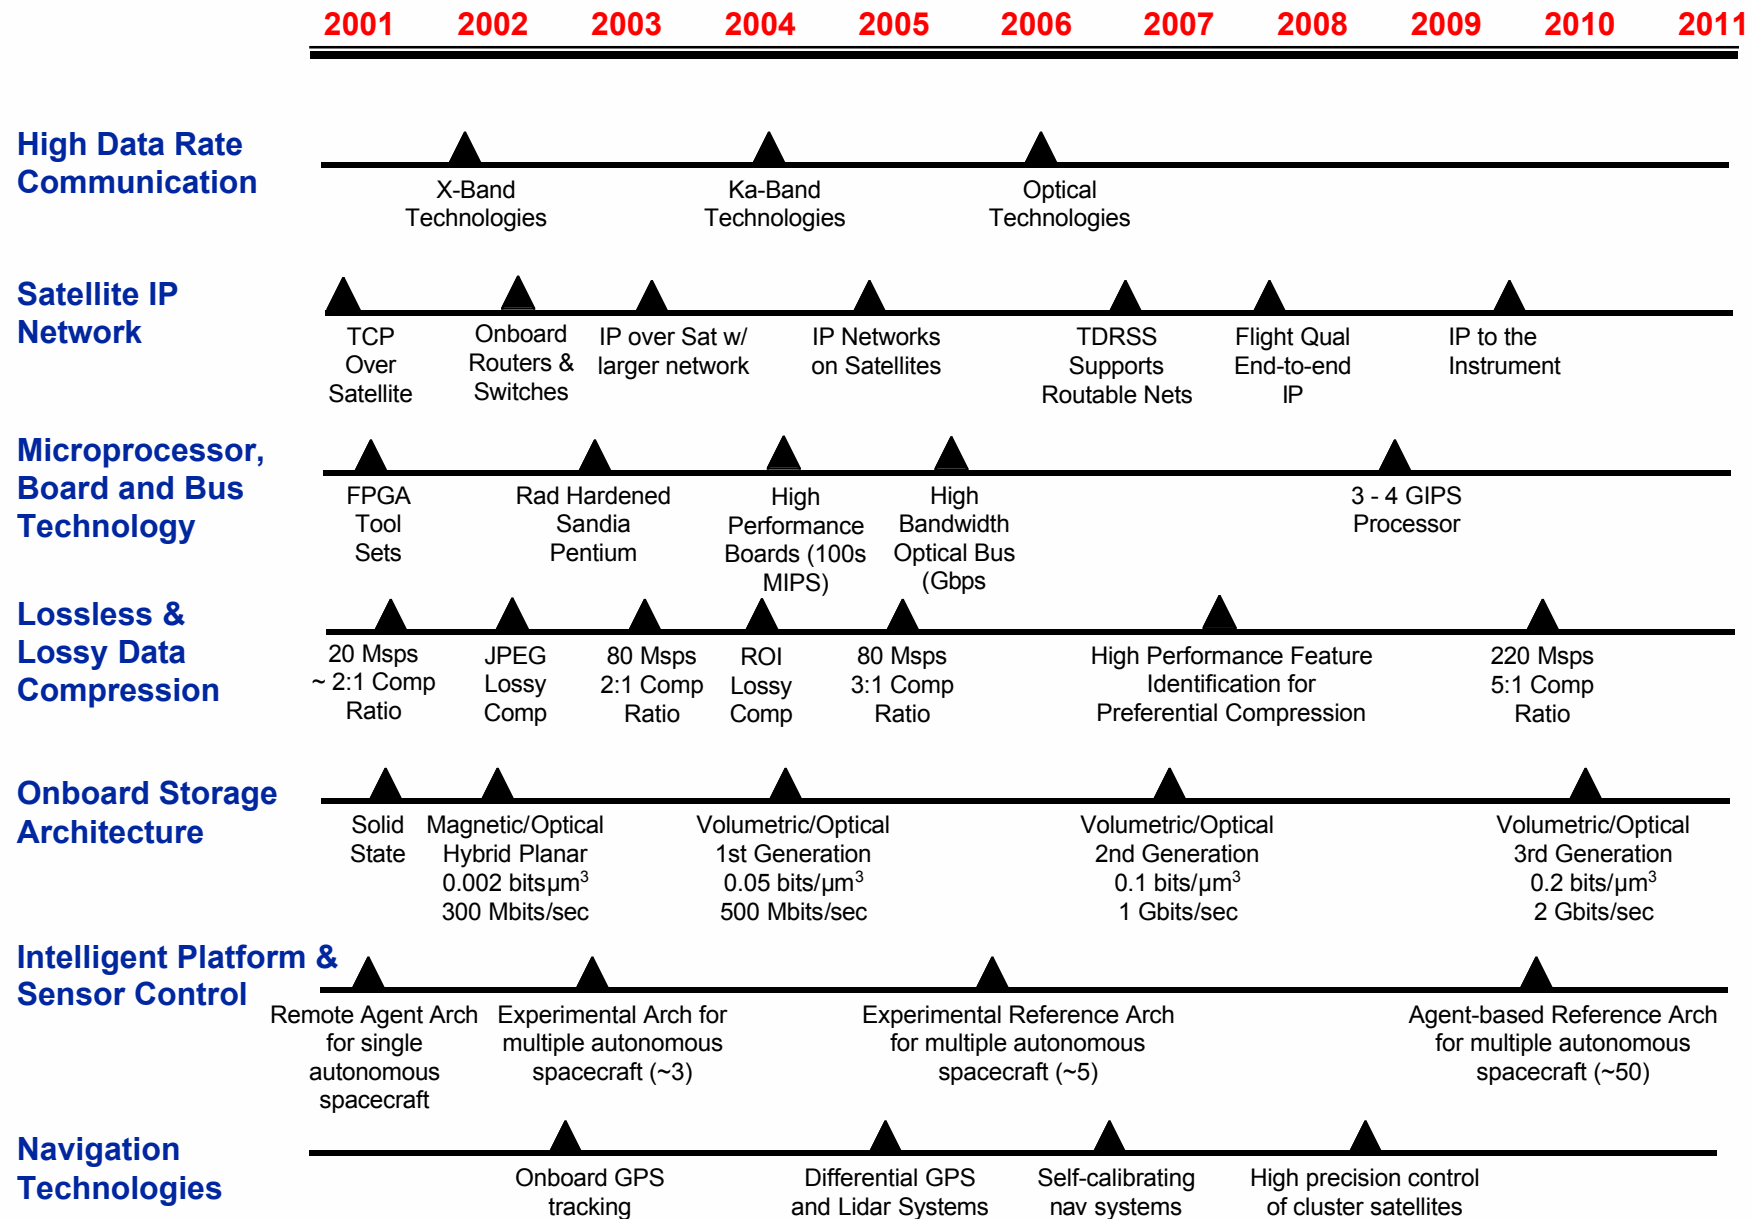 2001 2002 2003 2004 2005 2006 2007 2008 2009 2010 2011
High Data Rate
Communication
X-Band
Technologies
Ka-Band
Technologies
Optical
Technologies
Satellite IP
Network
TCP
Over
Satellite
Onboard
Routers &
Switches
IP over Sat w/
larger network
IP Networks
on Satellites
TDRSS
Supports
Routable Nets
Flight Qual
End-to-end
IP
IP to the
Instrument
Microprocessor,
Board and Bus
Technology
FPGA
Tool
Sets
Rad Hardened
Sandia
Pentium
High
Performance
Boards (100s
MIPS)
High
Bandwidth
Optical Bus
(Gbps
3 - 4 GIPS
Processor
Lossless &
Lossy Data
Compression
20 Msps
~ 2:1 Comp
Ratio
JPEG
Lossy
Comp
80 Msps
2:1 Comp
Ratio
ROI
Lossy
Comp
80 Msps
3:1 Comp
Ratio
High Performance Feature
Identification for
Preferential Compression
220 Msps
5:1 Comp
Ratio
Onboard Storage
Architecture
Solid
State
Magnetic/Optical
Hybrid Planar
0.002 bitsµm³
300 Mbits/sec
Volumetric/Optical
1st Generation
0.05 bits/µm³
500 Mbits/sec
Volumetric/Optical
2nd Generation
0.1 bits/µm³
1 Gbits/sec
Volumetric/Optical
3rd Generation
0.2 bits/µm³
2 Gbits/sec
Intelligent Platform &
Sensor Control
Remote Agent Arch
for single
autonomous
spacecraft
Experimental Arch for
multiple autonomous
spacecraft (~3)
Experimental Reference Arch
for multiple autonomous
spacecraft (~5)
Agent-based Reference Arch
for multiple autonomous
spacecraft (~50)
Navigation
Technologies
Onboard GPS
tracking
Differential GPS
and Lidar Systems
Self-calibrating
nav systems
High precision control
of cluster satellites